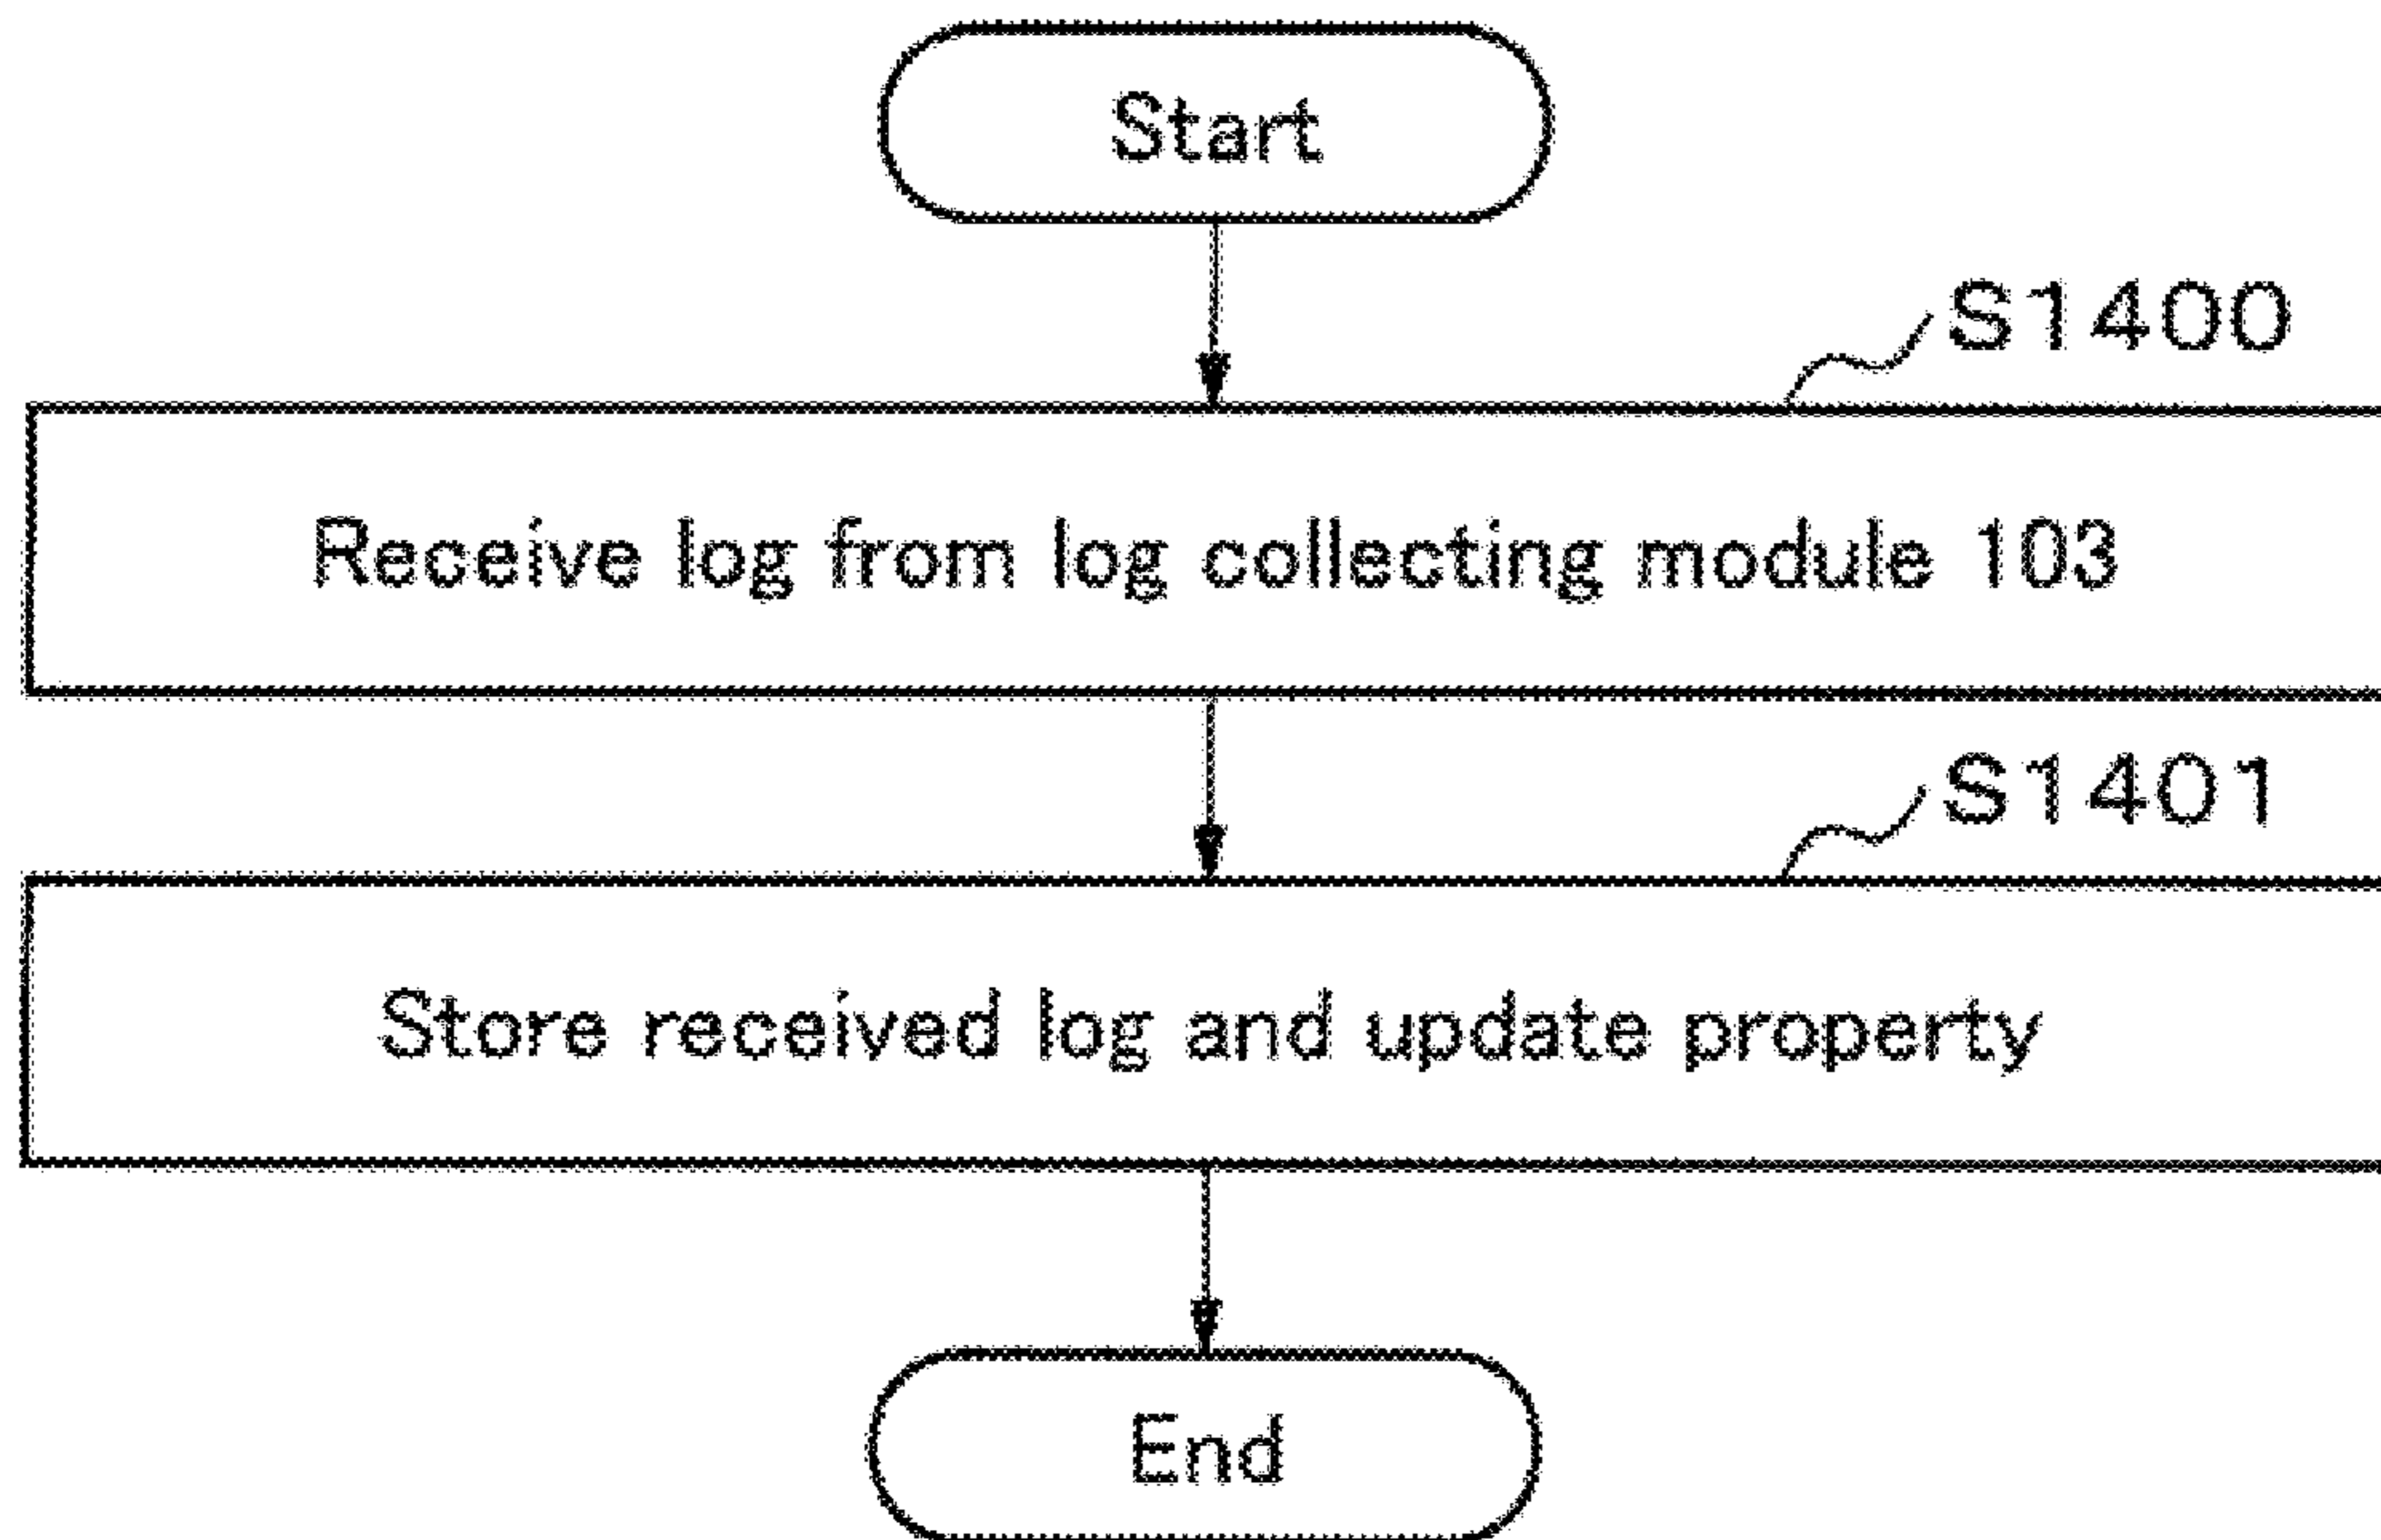 Start
S1400
Receive log from log collecting module 103
S1401
Store received log and update property
End